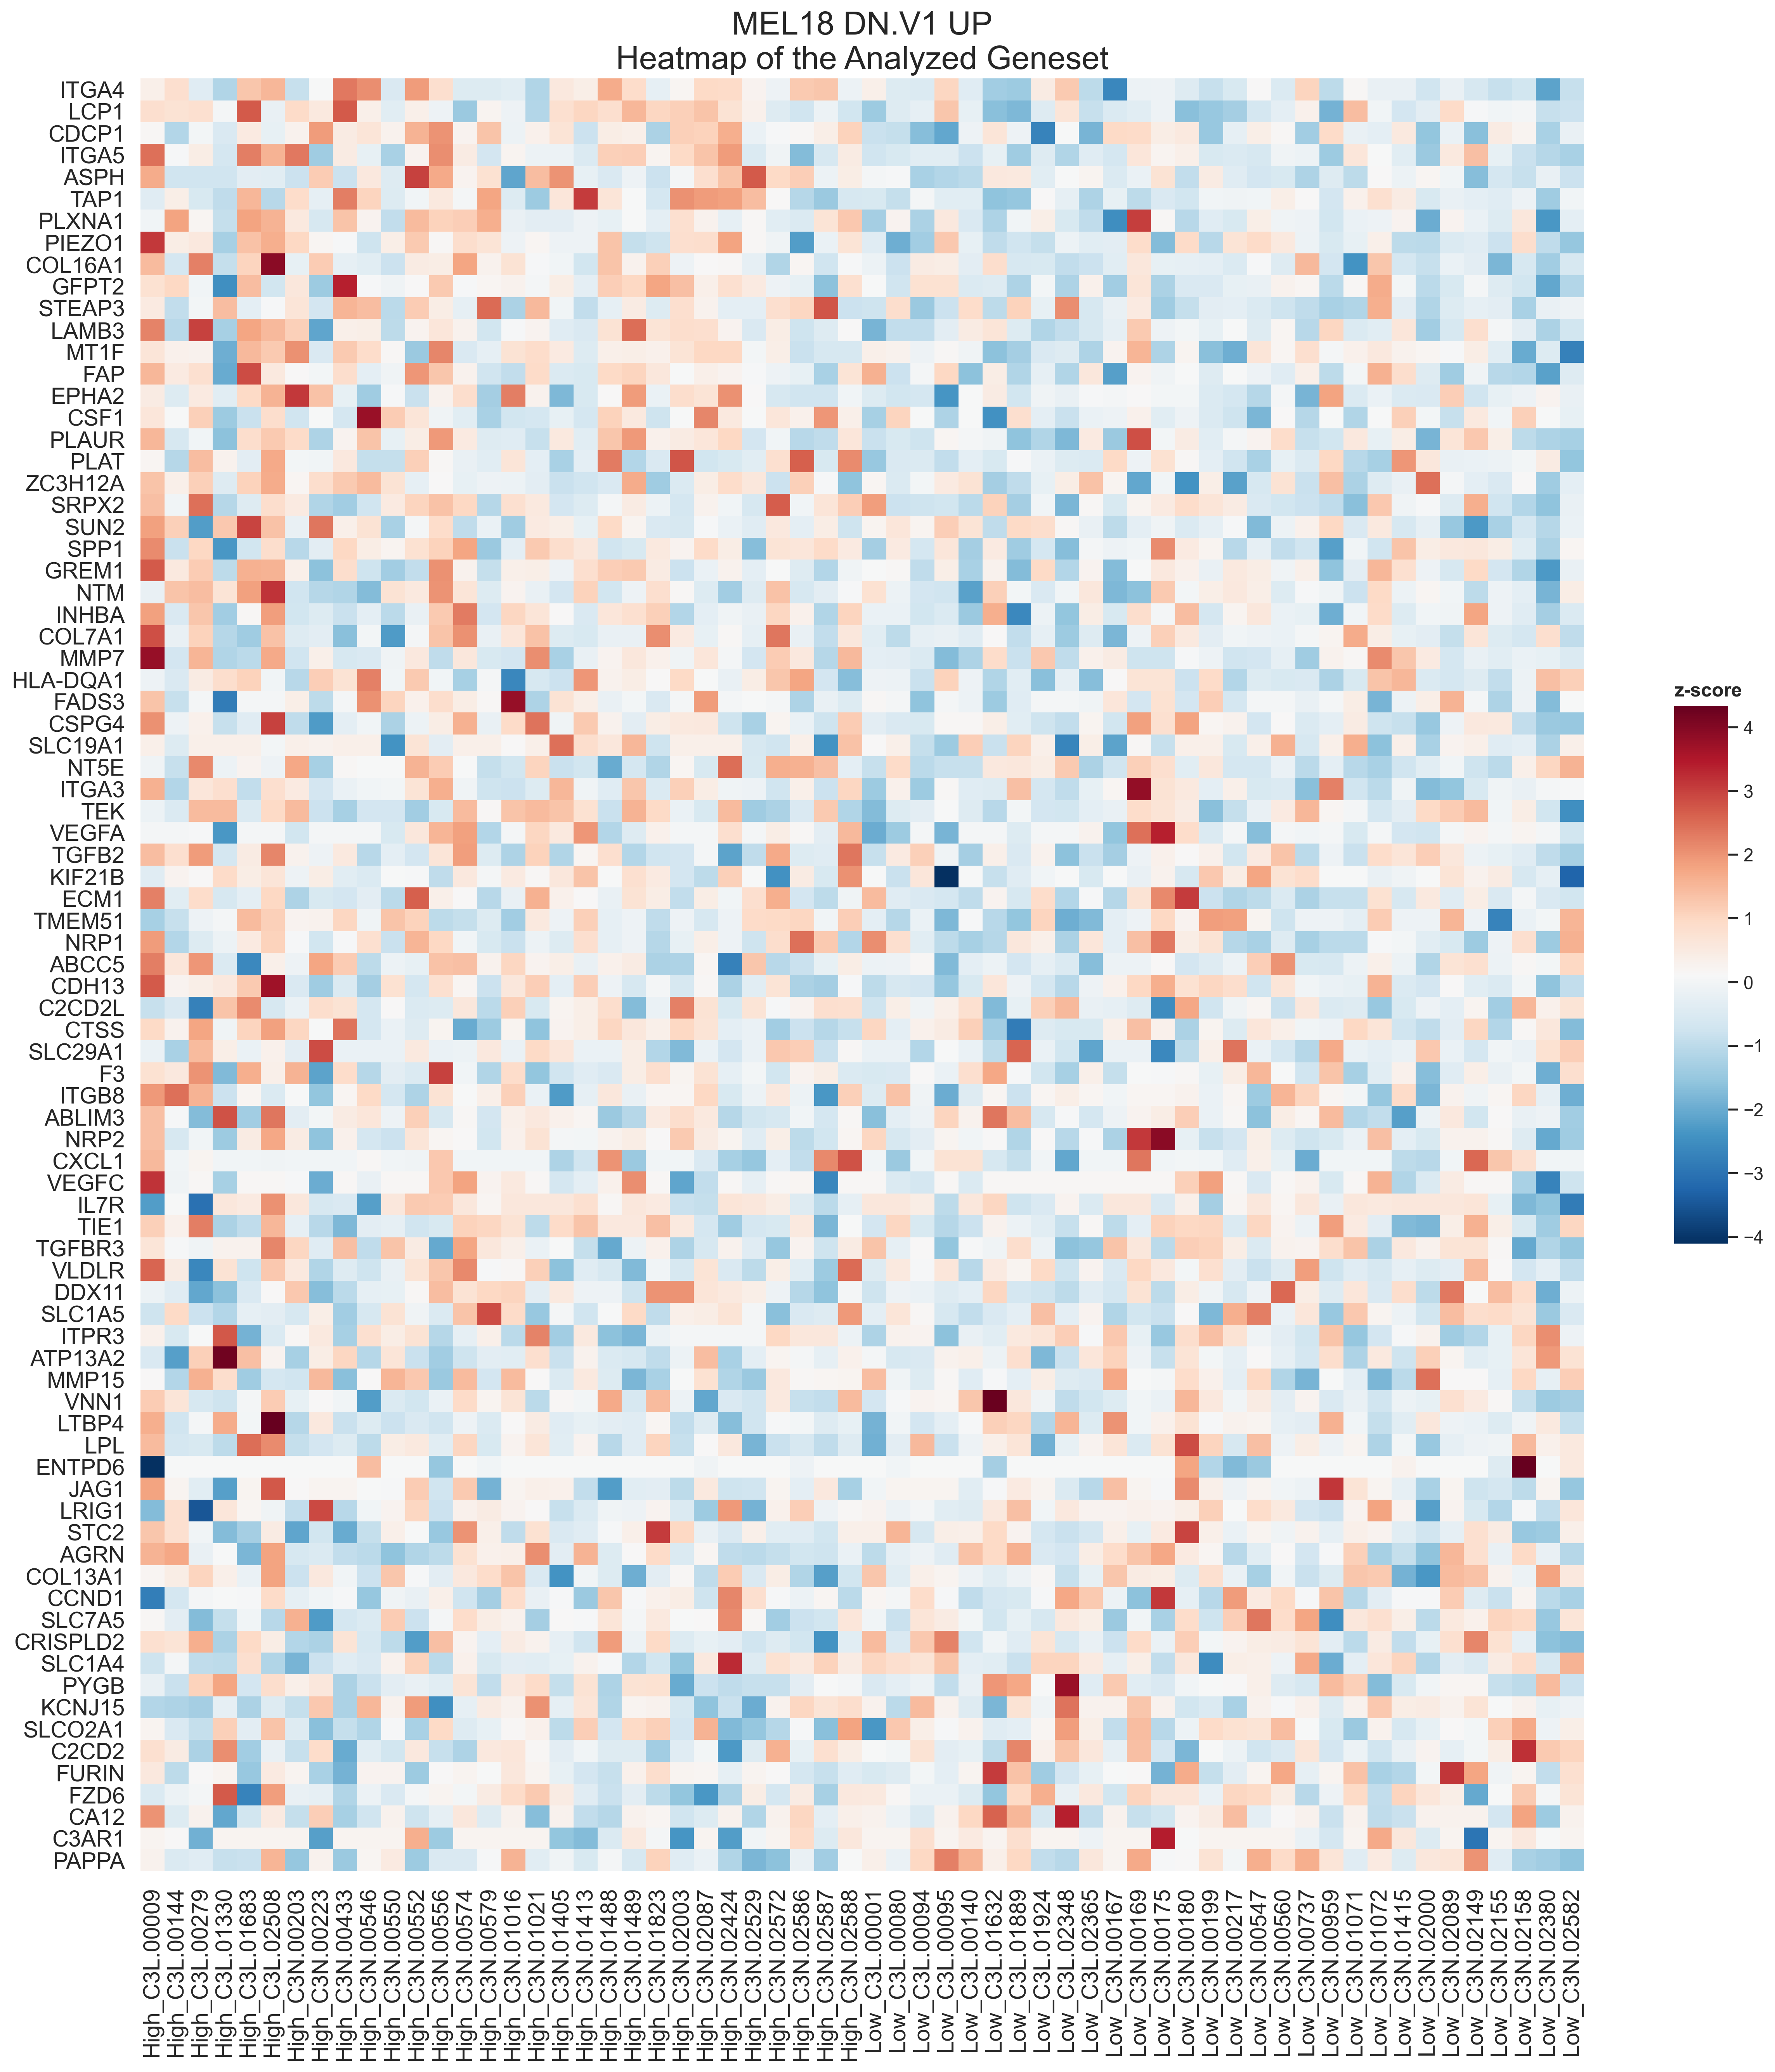 MEL18 DN.V1 UP
Heatmap of the Analyzed Geneset
ITGA4
LCP1
CDCP1
ITGA5
ASPH
TAP1
PLXNA1
PIEZO1
COL16A1
GFPT2
STEAP3
LAMB3
MT1F
FAP
EPHA2
CSF1
PLAUR
PLAT
ZC3H12A
SRPX2
SUN2
SPP1
GREM1
NTM
INHBA
COL7A1
MMP7
HLA-DQA1
FADS3
CSPG4
SLC19A1
NT5E
ITGA3
TEK
VEGFA
TGFB2
KIF21B
ECM1
TMEM51
NRP1
ABCC5
CDH13
C2CD2L
CTSS
SLC29A1
F3
ITGB8
ABLIM3
NRP2
CXCL1
VEGFC
IL7R
TIE1
TGFBR3
VLDLR
DDX11
SLC1A5
ITPR3
ATP13A2
MMP15
VNN1
LTBP4
LPL
ENTPD6
JAG1
LRIG1
STC2
AGRN
COL13A1
CCND1
SLC7A5
CRISPLD2
SLC1A4
PYGB
KCNJ15
SLCO2A1
C2CD2
FURIN
FZD6
CA12
C3AR1
PAPPA
High_C3L.00009
High_C3L.00144
High_C3L.00279
High_C3L.01330
High_C3L.01683
High_C3L.02508
High_C3N.00203
High_C3N.00223
High_C3N.00433
High_C3N.00546
High_C3N.00550
High_C3N.00552
High_C3N.00556
High_C3N.00574
High_C3N.00579
High_C3N.01016
High_C3N.01021
High_C3N.01405
High_C3N.01413
High_C3N.01488
High_C3N.01489
High_C3N.01823
High_C3N.02003
High_C3N.02087
High_C3N.02424
High_C3N.02529
High_C3N.02572
High_C3N.02586
High_C3N.02587
High_C3N.02588
Low_C3L.00001
Low_C3L.00080
Low_C3L.00094
Low_C3L.00095
Low_C3L.00140
Low_C3L.01632
Low_C3L.01889
Low_C3L.01924
Low_C3L.02348
Low_C3L.02365
Low_C3N.00167
Low_C3N.00169
Low_C3N.00175
Low_C3N.00180
Low_C3N.00199
Low_C3N.00217
Low_C3N.00547
Low_C3N.00560
Low_C3N.00737
Low_C3N.00959
Low_C3N.01071
Low_C3N.01072
Low_C3N.01415
Low_C3N.02000
Low_C3N.02089
Low_C3N.02149
Low_C3N.02155
Low_C3N.02158
Low_C3N.02380
Low_C3N.02582
z-score
4
3
2
1
0
−1
−2
−3
−4